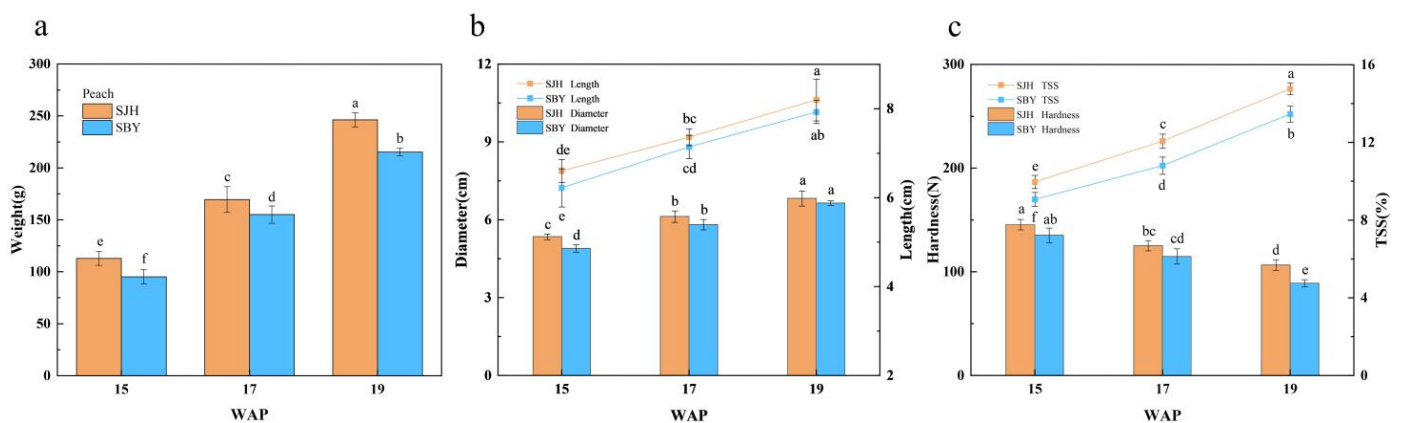 a
300
250
200
150
100
50
0
Weight(g)
Peach
SJH
SBY
e
f
c
d
a
b
15
17
19
WAP
b
12
9
6
3
0
Diameter(cm)
SJH Length
SBY Length
SJH Diameter
SBY Diameter
de
e
bc
cd
a
ab
c
d
b
b
a
a
15
17
19
WAP
8
6
4
2
Length(cm)
c
300
200
100
0
Hardness(N)
SJH TSS
SBY TSS
SJH Hardness
SBY Hardness
e
f
c
d
a
b
a
ab
bc
cd
d
e
15
17
19
WAP
16
12
8
4
0
TSS(%)